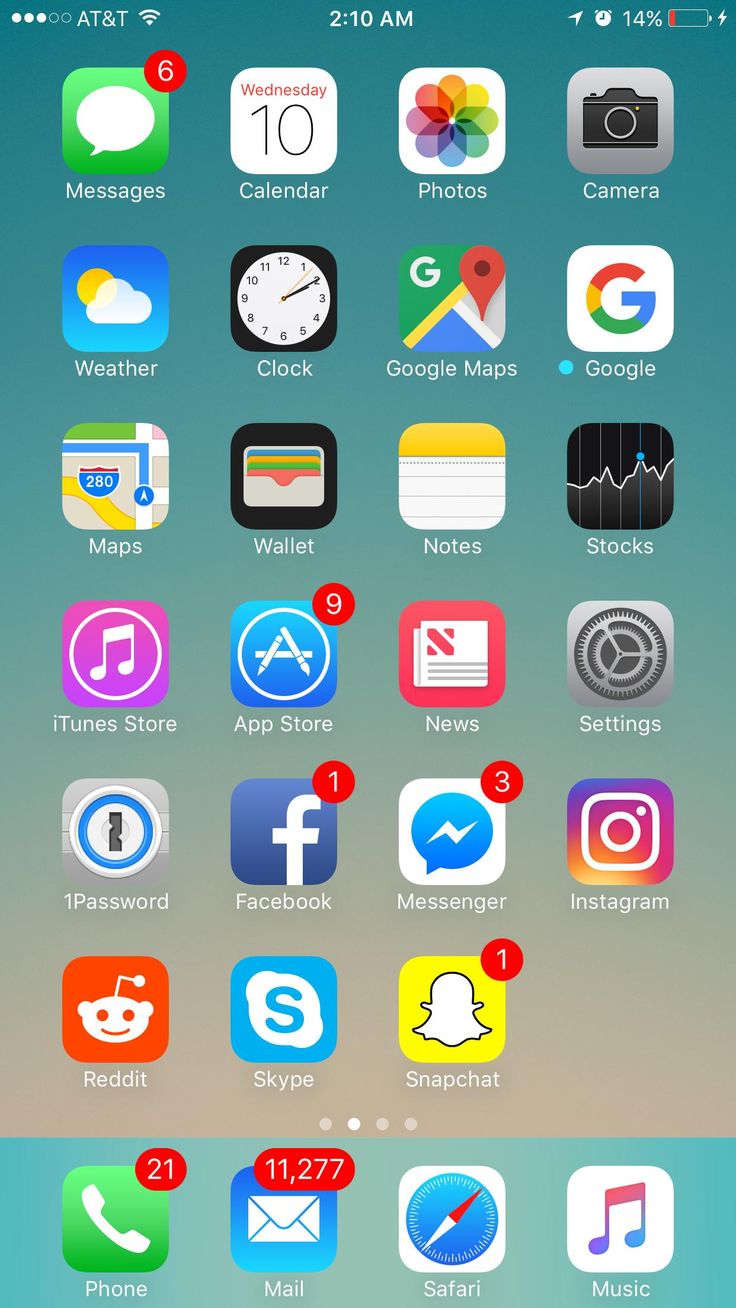 AT&T 2:10 AM 14%
6
Wednesday
10
Messages Calendar Photos Camera
11 12 1
10 2
9 3
8 4
7 6 5
G G
Weather Clock Google Maps Google
280
Maps Wallet Notes Stocks
9
N
iTunes Store App Store News Settings
1 3
1 f
1Password Facebook Messenger Instagram
1
S
Reddit Skype Snapchat
21 11,277
Phone Mail Safari Music